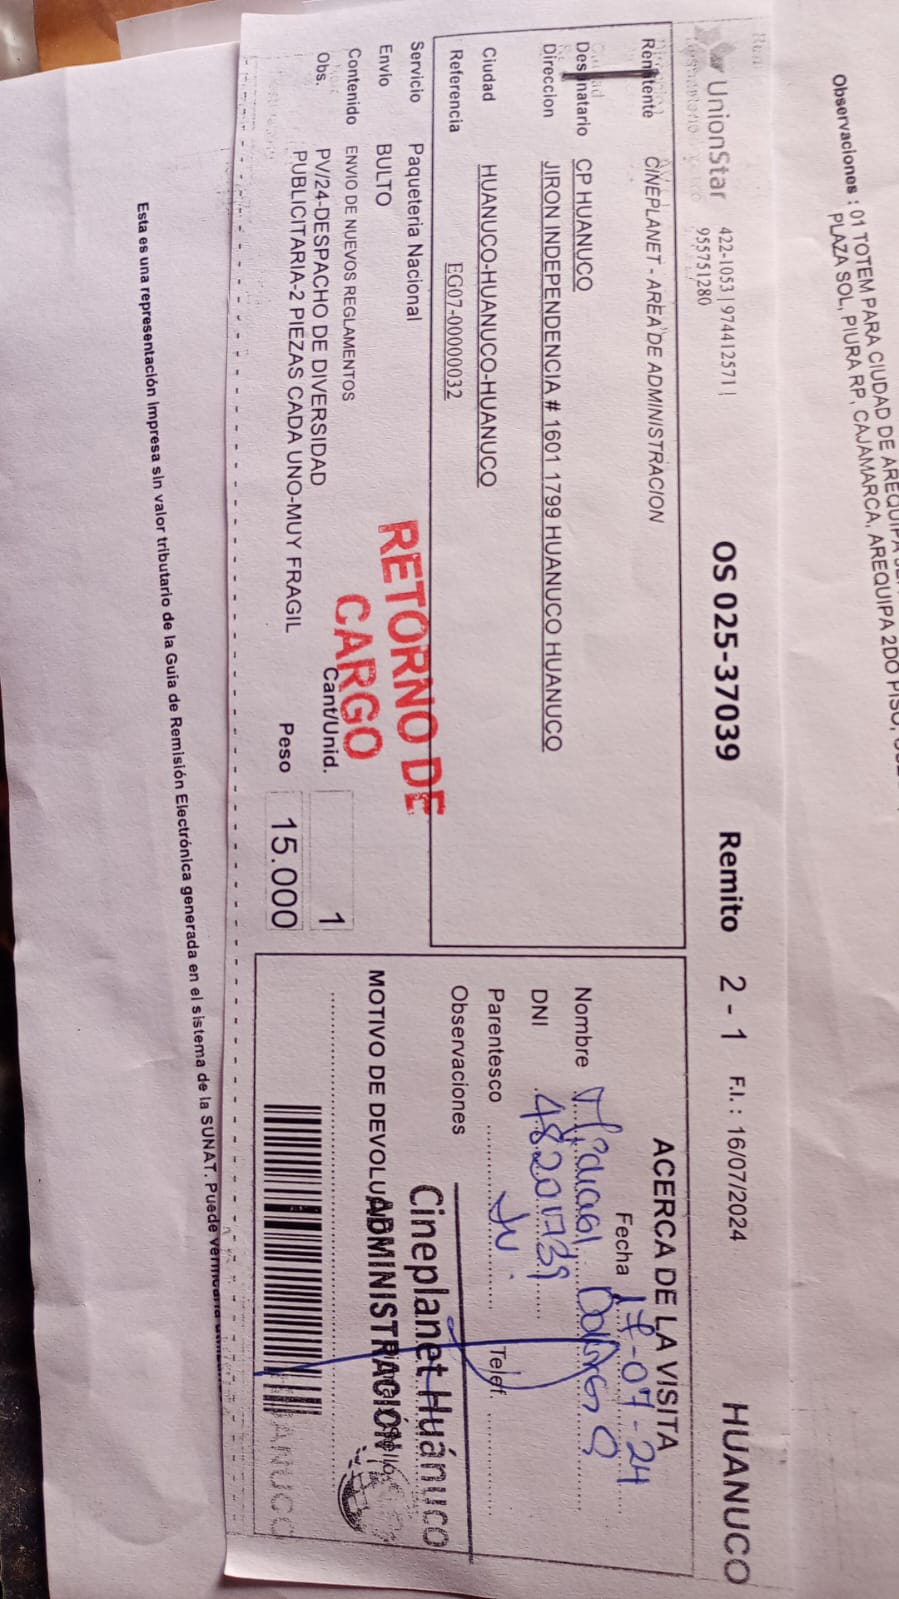 Observaciones : 01 TOTEM PARA CIUDAD DE AREQUIPA
PLAZA SOL, PIURA RP, CAJAMARCA, AREQUIPA 2DO PISO,
UnionStar 422-1053 | 974412571 |
955751280
OS 025-37039 Remito 2 - 1 F.I. : 16/07/2024 HUANUCO
Remitente CINEPLANET - AREA DE ADMINISTRACION
Destinatario CP HUANUCO
Direccion JIRON INDEPENDENCIA # 1601 1799 HUANUCO HUANUCO
Ciudad HUANUCO-HUANUCO-HUANUCO
Referencia EG07-00000032
Servicio Paqueteria Nacional
Envio BULTO
Contenido ENVIO DE NUEVOS REGLAMENTOS
Obs. PV/24-DESPACHO DE DIVERSIDAD
PUBLICITARIA-2 PIEZAS CADA UNO-MUY FRAGIL
RETORNO DE
CARGO
Cant/Unid. 1
Peso 15.000
ACERCA DE LA VISITA
Fecha 17-07-24
Nombre
DNI 48201739
Parentesco Telef.
Observaciones
Cineplanet Huánuco
ADMINISTRACIÓN
MOTIVO DE
HUANUCO
Esta es una representación impresa sin valor tributario de la Guia de Remisión Electrónica generada en el sistema de la SUNAT. Puede